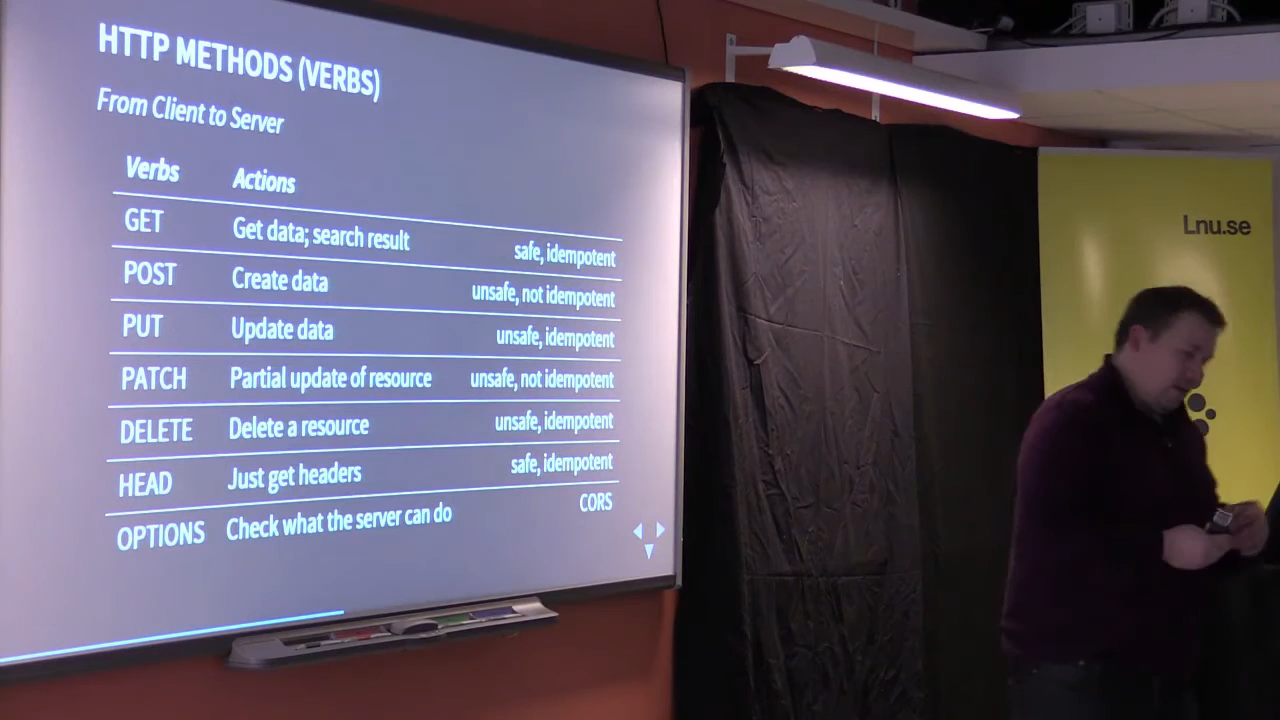 HTTP METHODS (VERBS)
From Client to Server
Verbs Actions
GET Get data; search result safe, idempotent
POST Create data unsafe, not idempotent
PUT Update data unsafe, idempotent
PATCH Partial update of resource unsafe, not idempotent
DELETE Delete a resource unsafe, idempotent
HEAD Just get headers safe, idempotent
OPTIONS Check what the server can do CORS
Lnu.se